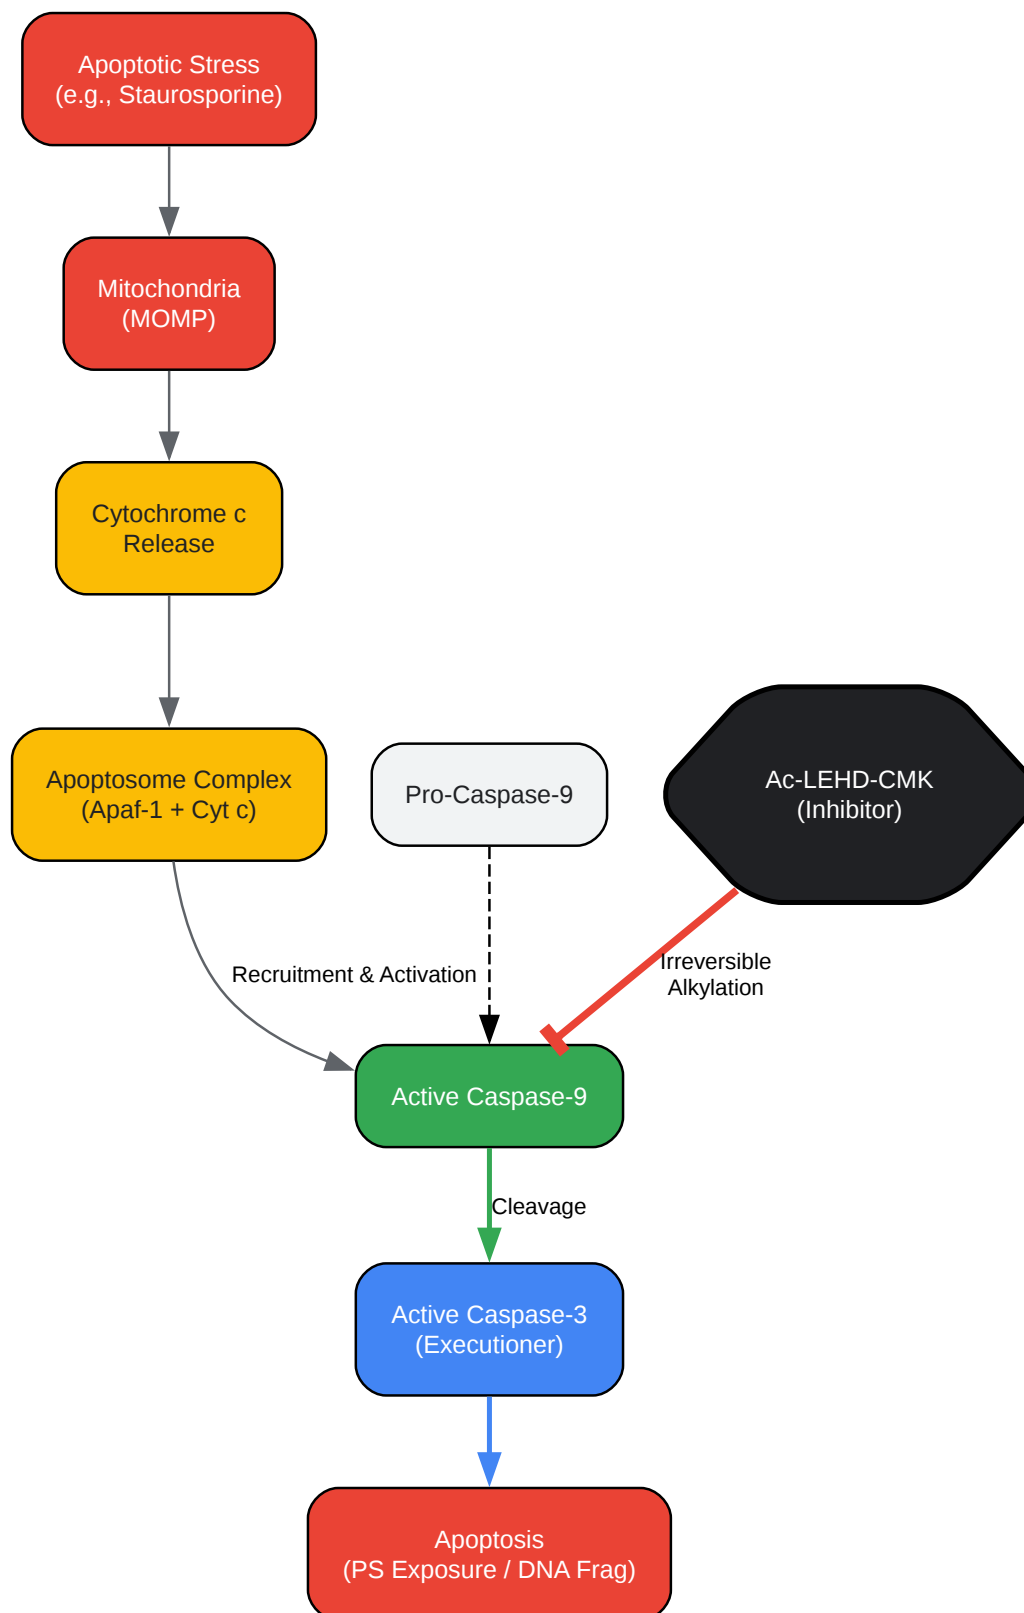 Apoptotic Stress
(e.g., Staurosporine)
Mitochondria
(MOMP)
Cytochrome c
Release
Apoptosome Complex
(Apaf-1 + Cyt c)
Pro-Caspase-9
Ac-LEHD-CMK
(Inhibitor)
Recruitment & Activation
Irreversible
Alkylation
Active Caspase-9
Cleavage
Active Caspase-3
(Executioner)
Apoptosis
(PS Exposure / DNA Frag)